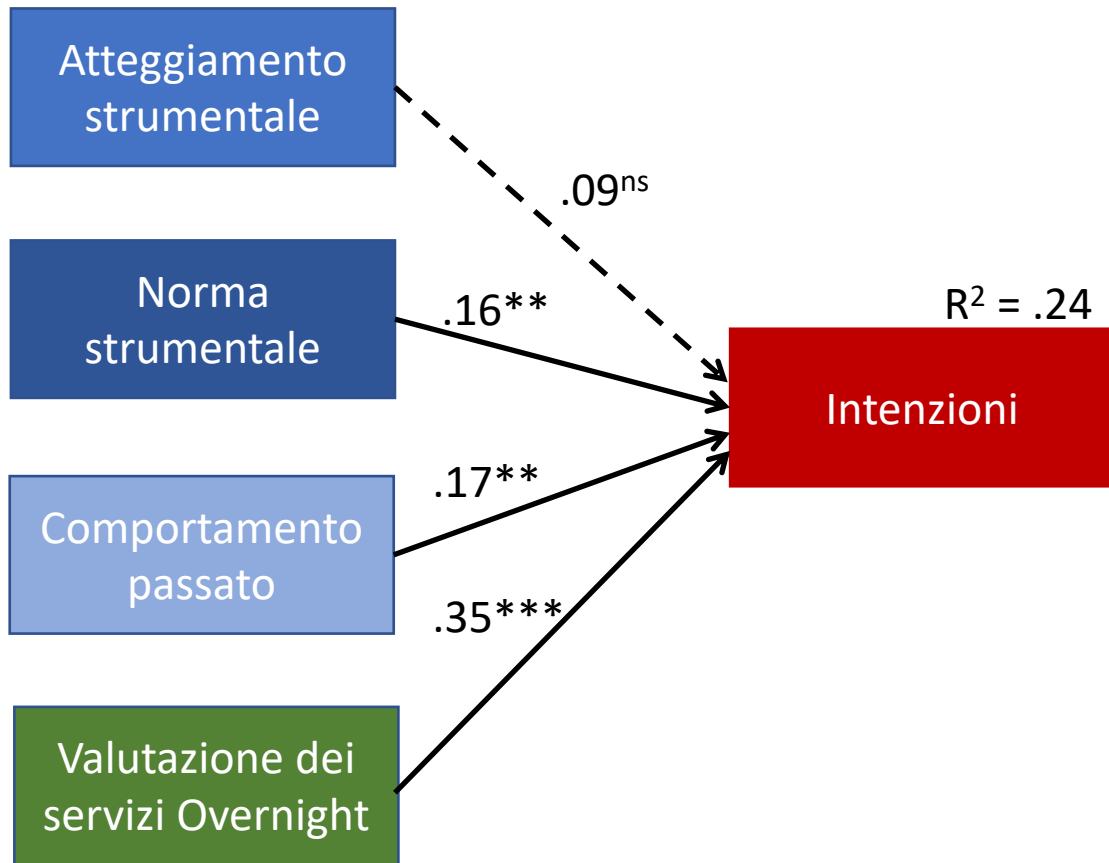 Atteggiamento
strumentale
.09ns
Norma
strumentale
.16**
R2 = .24
Intenzioni
Comportamento
passato
.17**
.35***
Valutazione dei
servizi Overnight